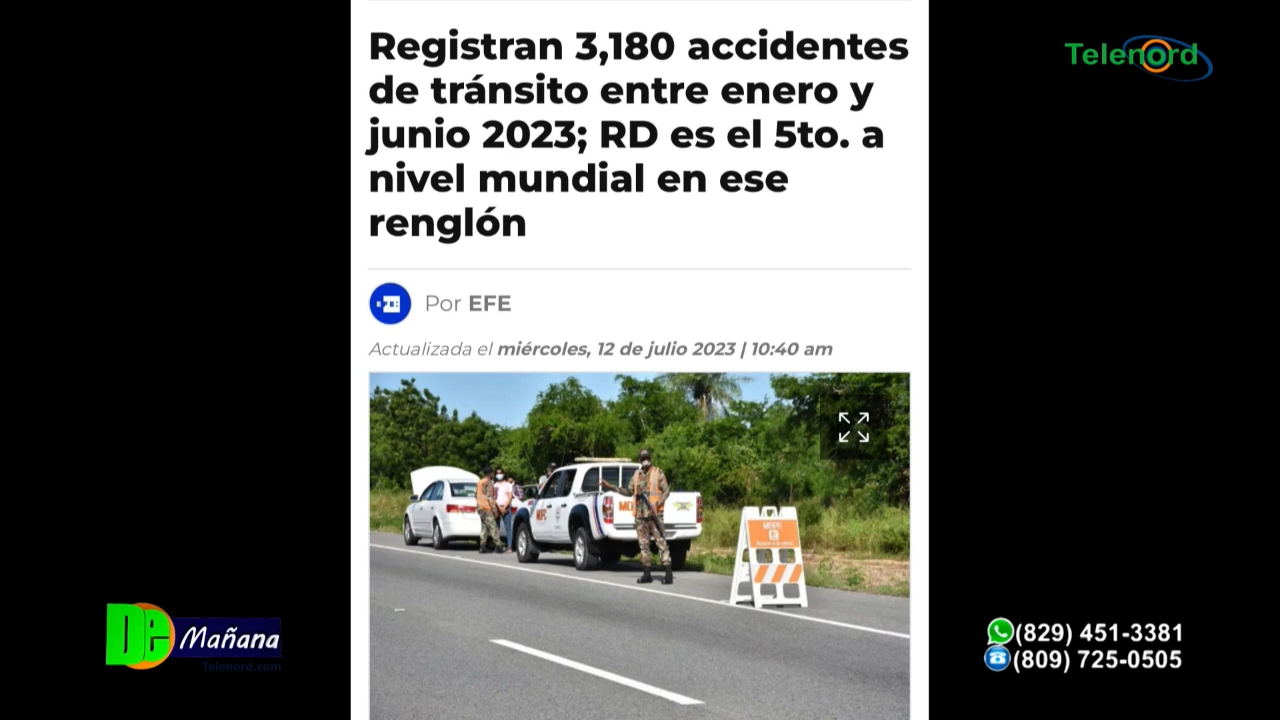 Registran 3,180 accidentes
de tránsito entre enero y
junio 2023; RD es el 5to. a
nivel mundial en ese
renglón
Por EFE
Actualizada el miércoles, 12 de julio 2023 | 10:40 am
Telenord
De Mañana
Telenord.com
(829) 451-3381
(809) 725-0505
MOPC